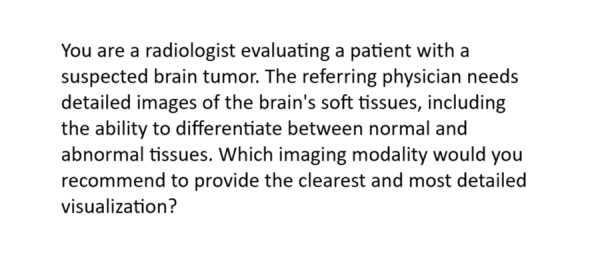 You are a radiologist evaluating a patient with a
suspected brain tumor. The referring physician needs
detailed images of the brain's soft tissues, including
the ability to differentiate between normal and
abnormal tissues. Which imaging modality would you
recommend to provide the clearest and most detailed
visualization?